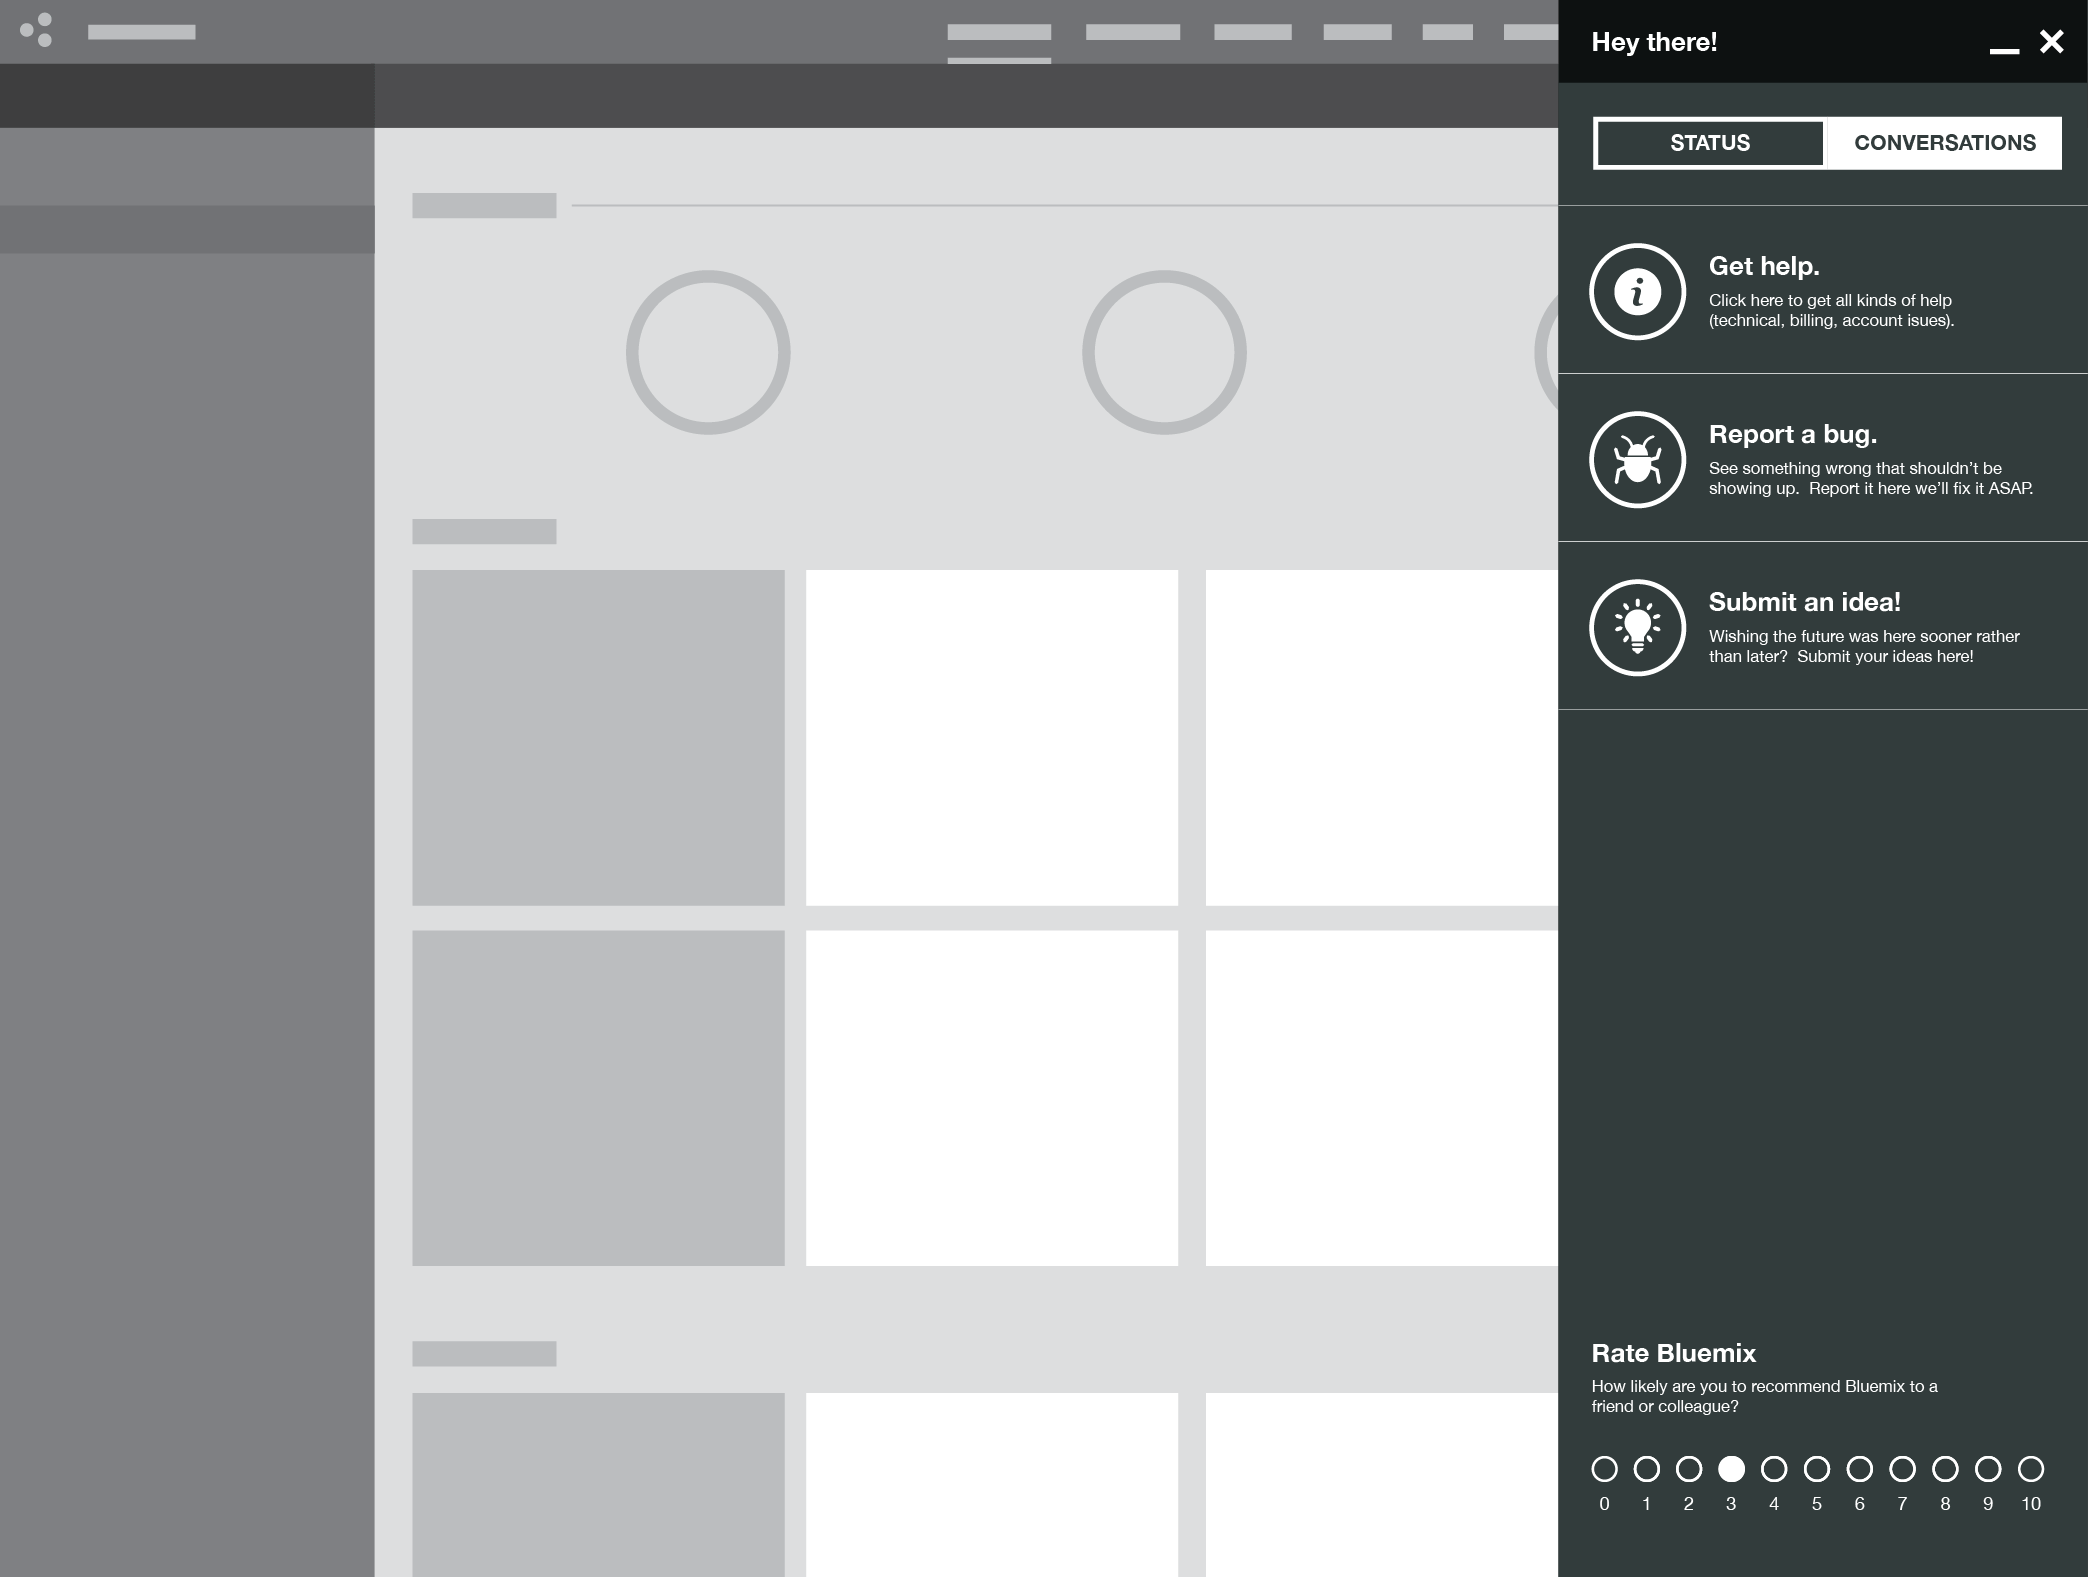 Hey there!
STATUS
CONVERSATIONS
Get help.
Click here to get all kinds of help
(technical, billing, account isues).
Report a bug.
See something wrong that shouldn’t be
showing up.  Report it here we’ll fix it ASAP.
Submit an idea!
Wishing the future was here sooner rather
than later?  Submit your ideas here!
Rate Bluemix
How likely are you to recommend Bluemix to a
friend or colleague?
0 1 2 3 4 5 6 7 8 9 10